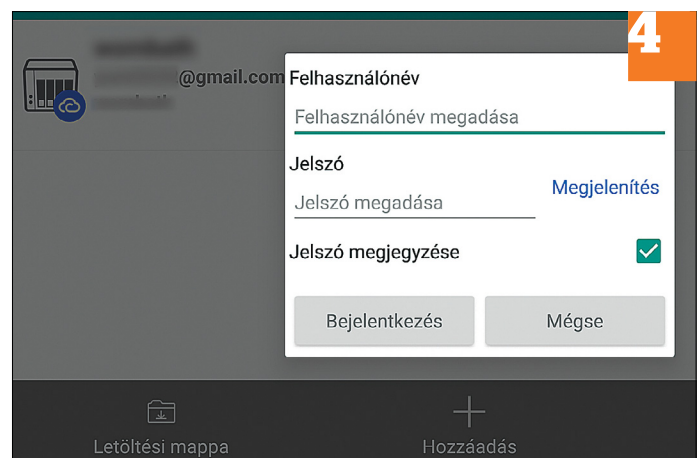 4
@gmail.com
Felhasználónév
Felhasználónév megadása
Jelszó
Megjelenítés
Jelszó megadása
Jelszó megjegyzése
Bejelentkezés
Mégse
Letöltési mappa
Hozzáadás